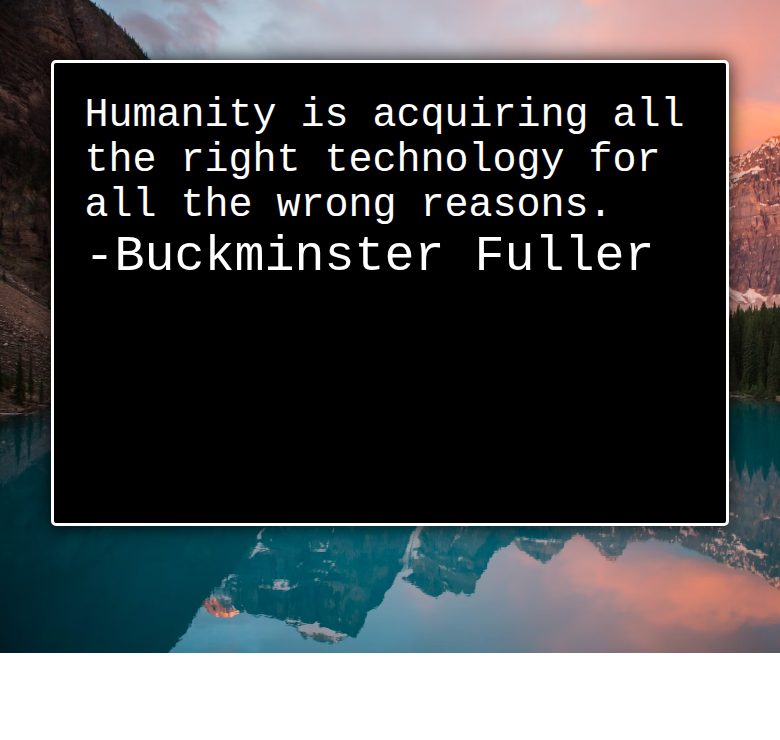 Humanity is acquiring all
the right technology for
all the wrong reasons.
-Buckminster Fuller